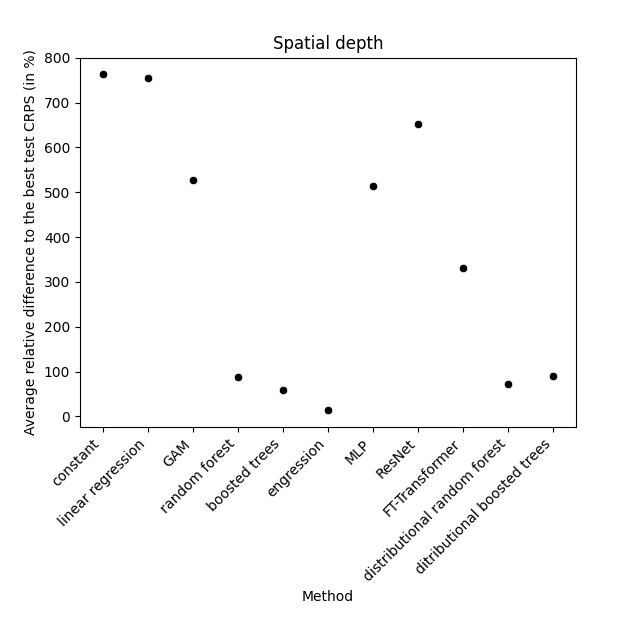 Spatial depth
Average relative difference to the best test CRPS (in %)
800
700
600
500
400
300
200
100
0
constant
linear regression
GAM
random forest
boosted trees
engression
MLP
ResNet
FT-Transformer
distributional random forest
ditributional boosted trees
Method